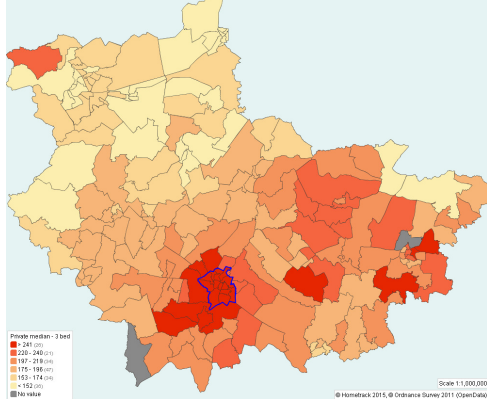 Private median - 3 bed
> 241 (26)
220 - 240 (21)
197 - 219 (34)
175 - 196 (47)
153 - 174 (34)
< 152 (26)
No value
Scale 1:1,000,000
© Hometrack 2015, © Ordnance Survey 2011 (OpenData)